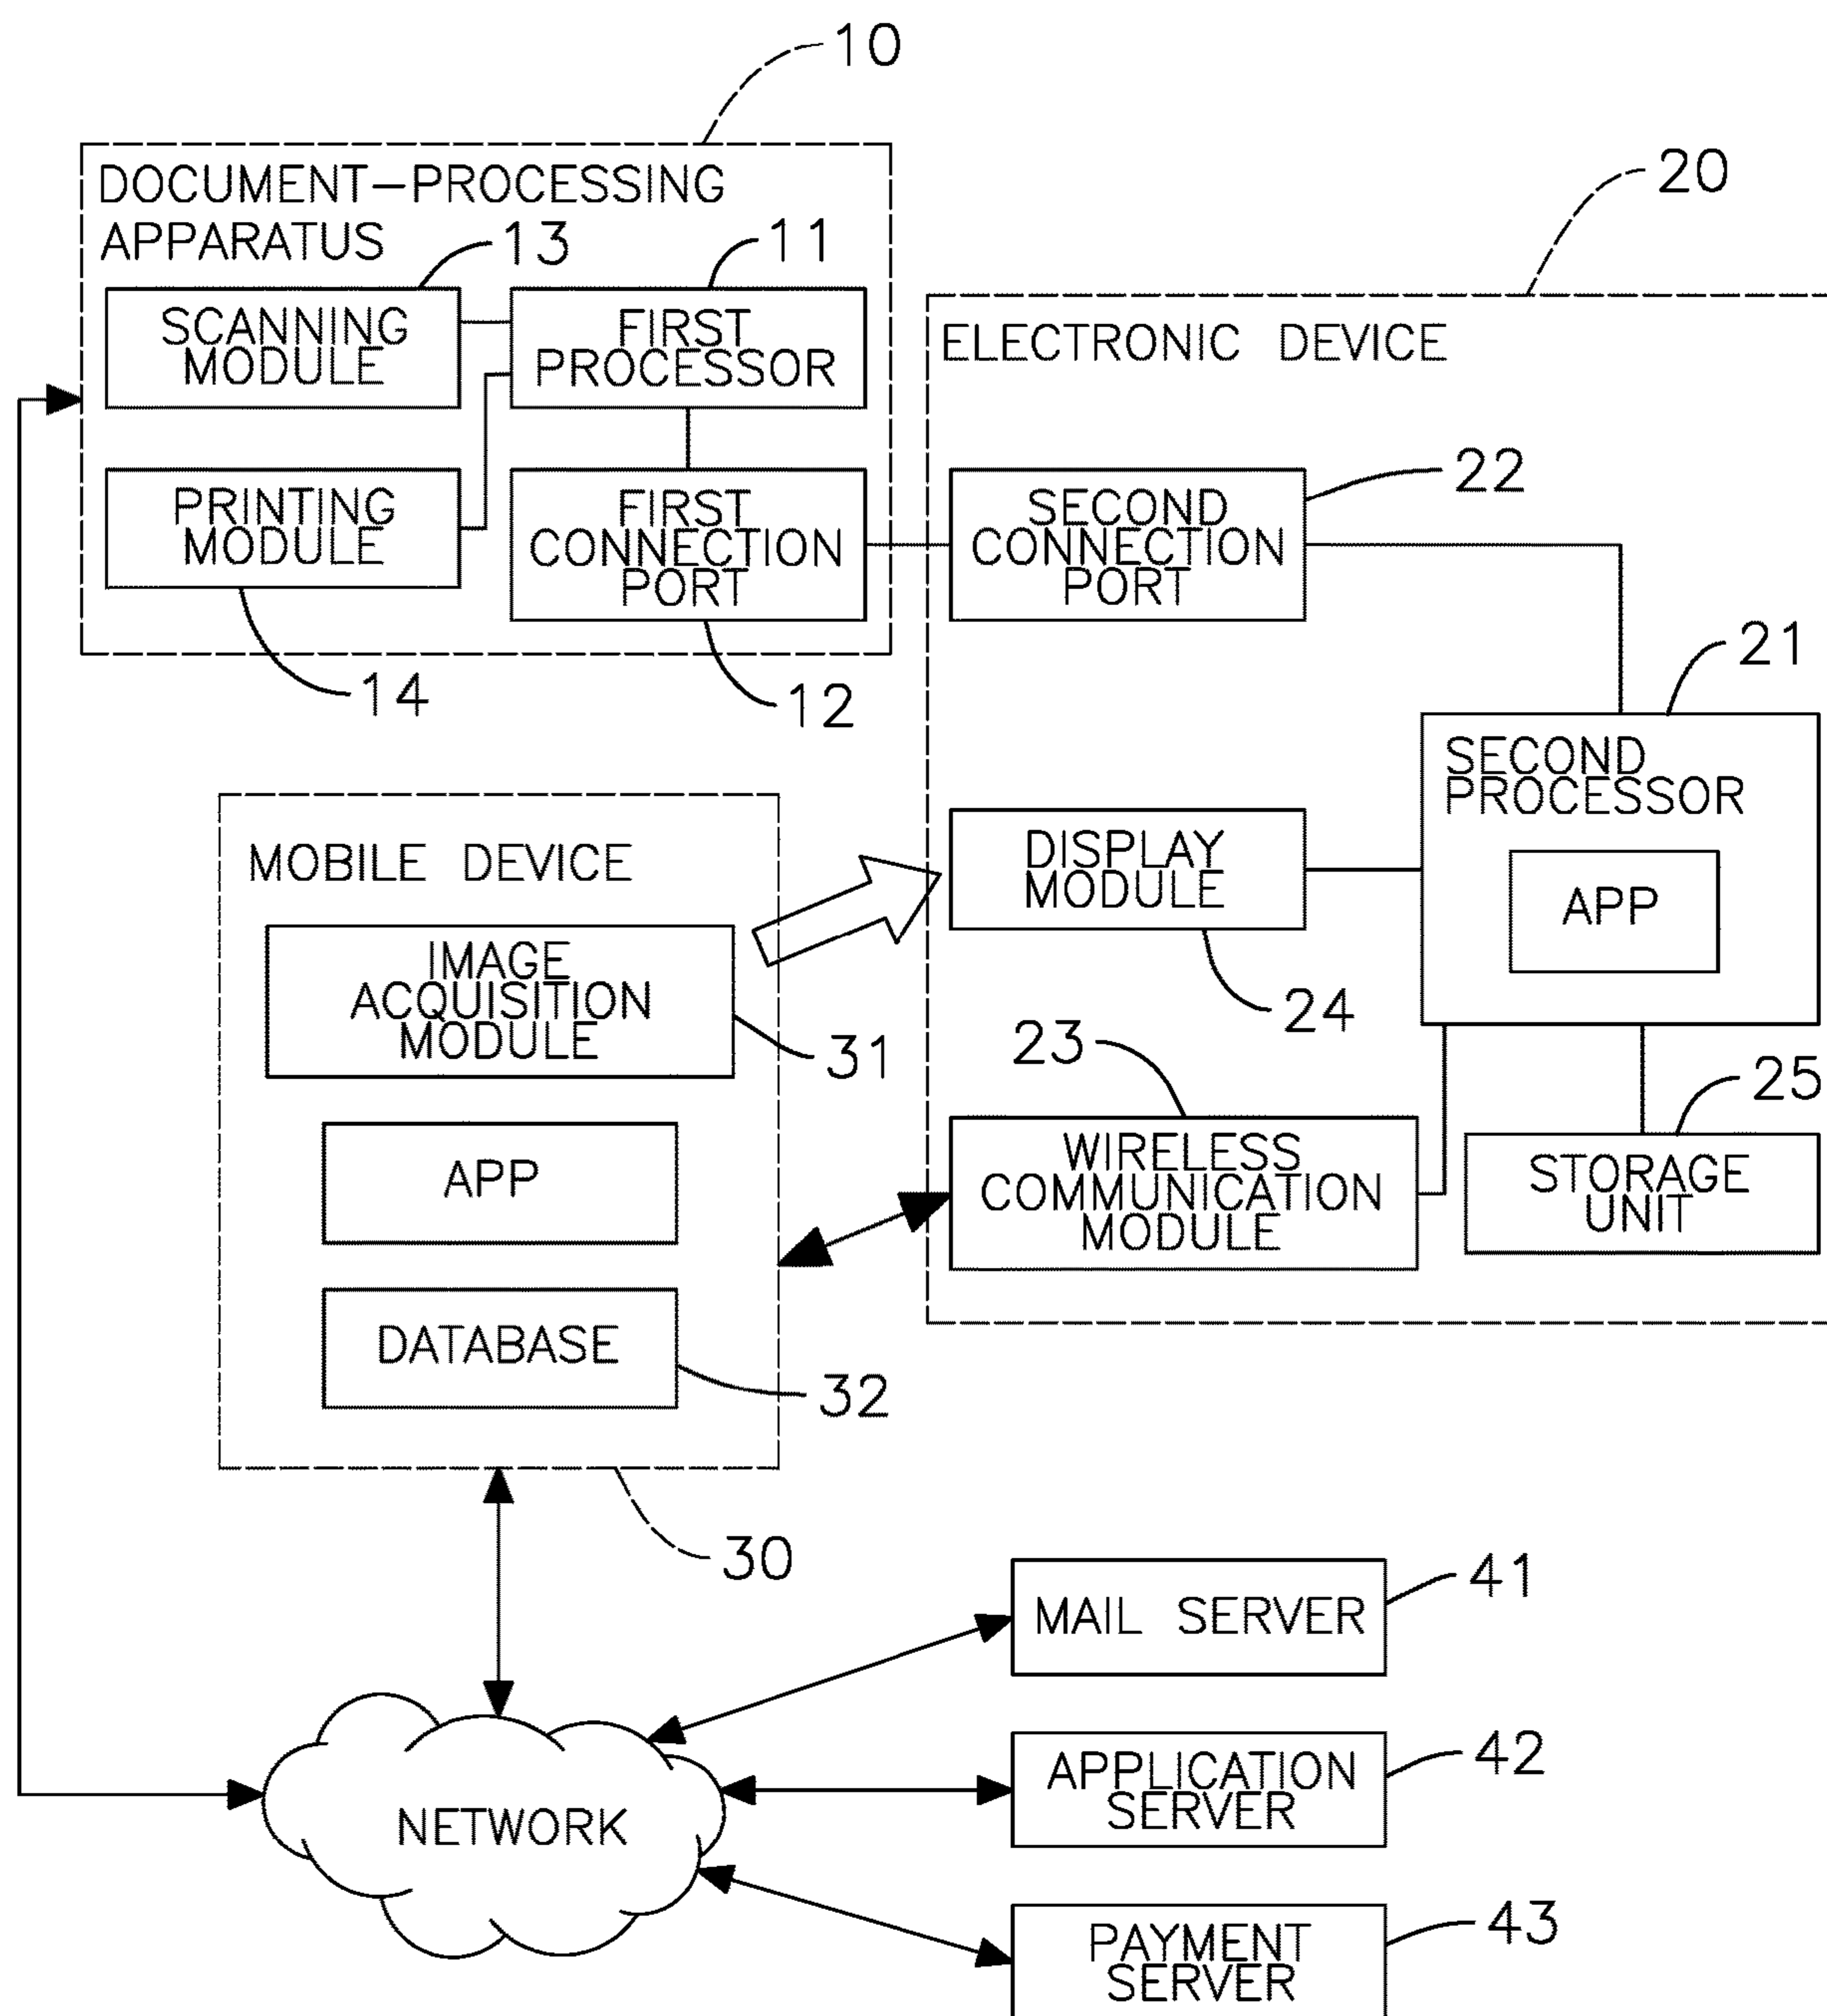 10
DOCUMENT-PROCESSING
APPARATUS
13
11
SCANNING
MODULE
FIRST
PROCESSOR
PRINTING
MODULE
FIRST
CONNECTION
PORT
14
12
20
ELECTRONIC DEVICE
22
SECOND
CONNECTION
PORT
21
SECOND
PROCESSOR
APP
DISPLAY
MODULE
24
23
WIRELESS
COMMUNICATION
MODULE
25
STORAGE
UNIT
MOBILE DEVICE
IMAGE
ACQUISITION
MODULE
31
APP
DATABASE
32
30
NETWORK
MAIL SERVER
41
APPLICATION
SERVER
42
PAYMENT
SERVER
43